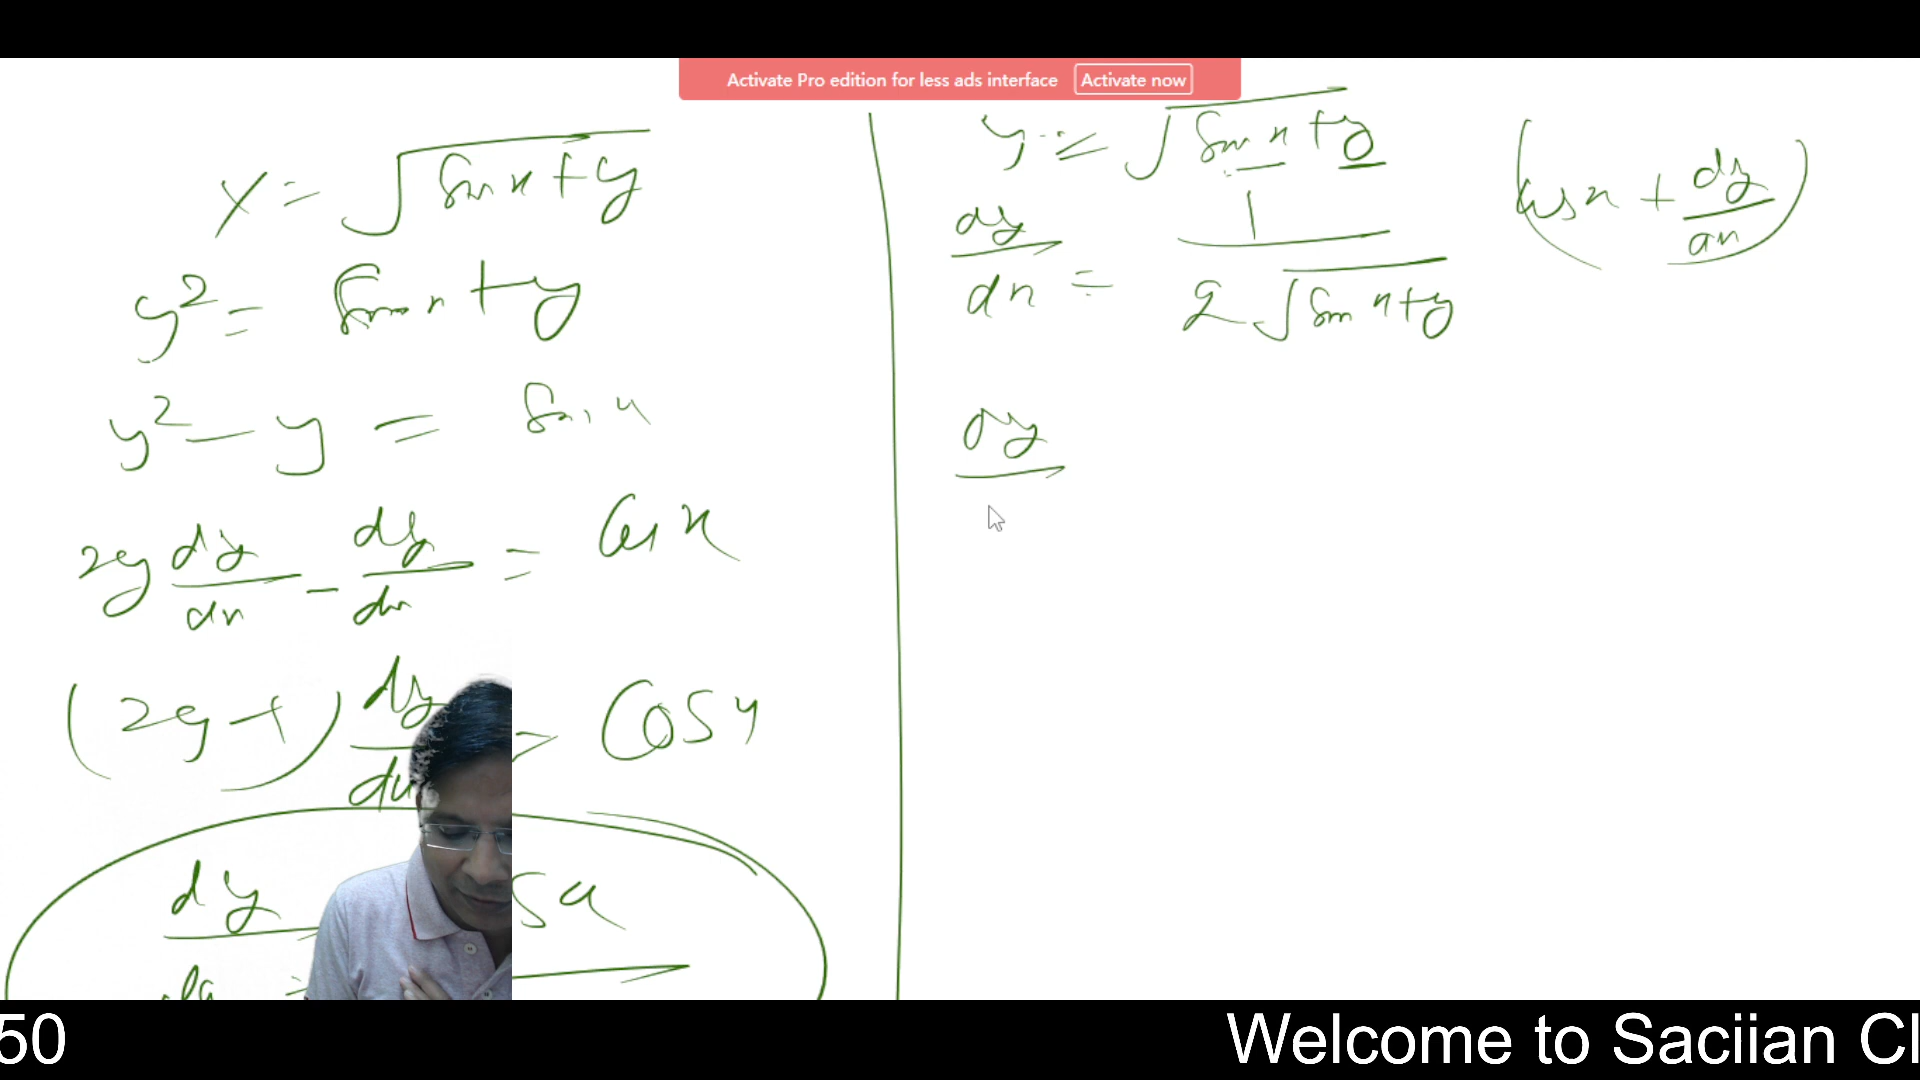 Activate Pro edition for less ads interface Activate now
y = √(sin x + y)
y² = sin x + y
y² - y = sin x
2y dy/dx - dy/dx = cos x
(2y - 1) dy/dx = cos x
dy/dx =
y = √(sin x + y)
dy/dx = 1/(2√(sin x + y)) (cos x + dy/dx)
dy
50
Welcome to Saciian Cl